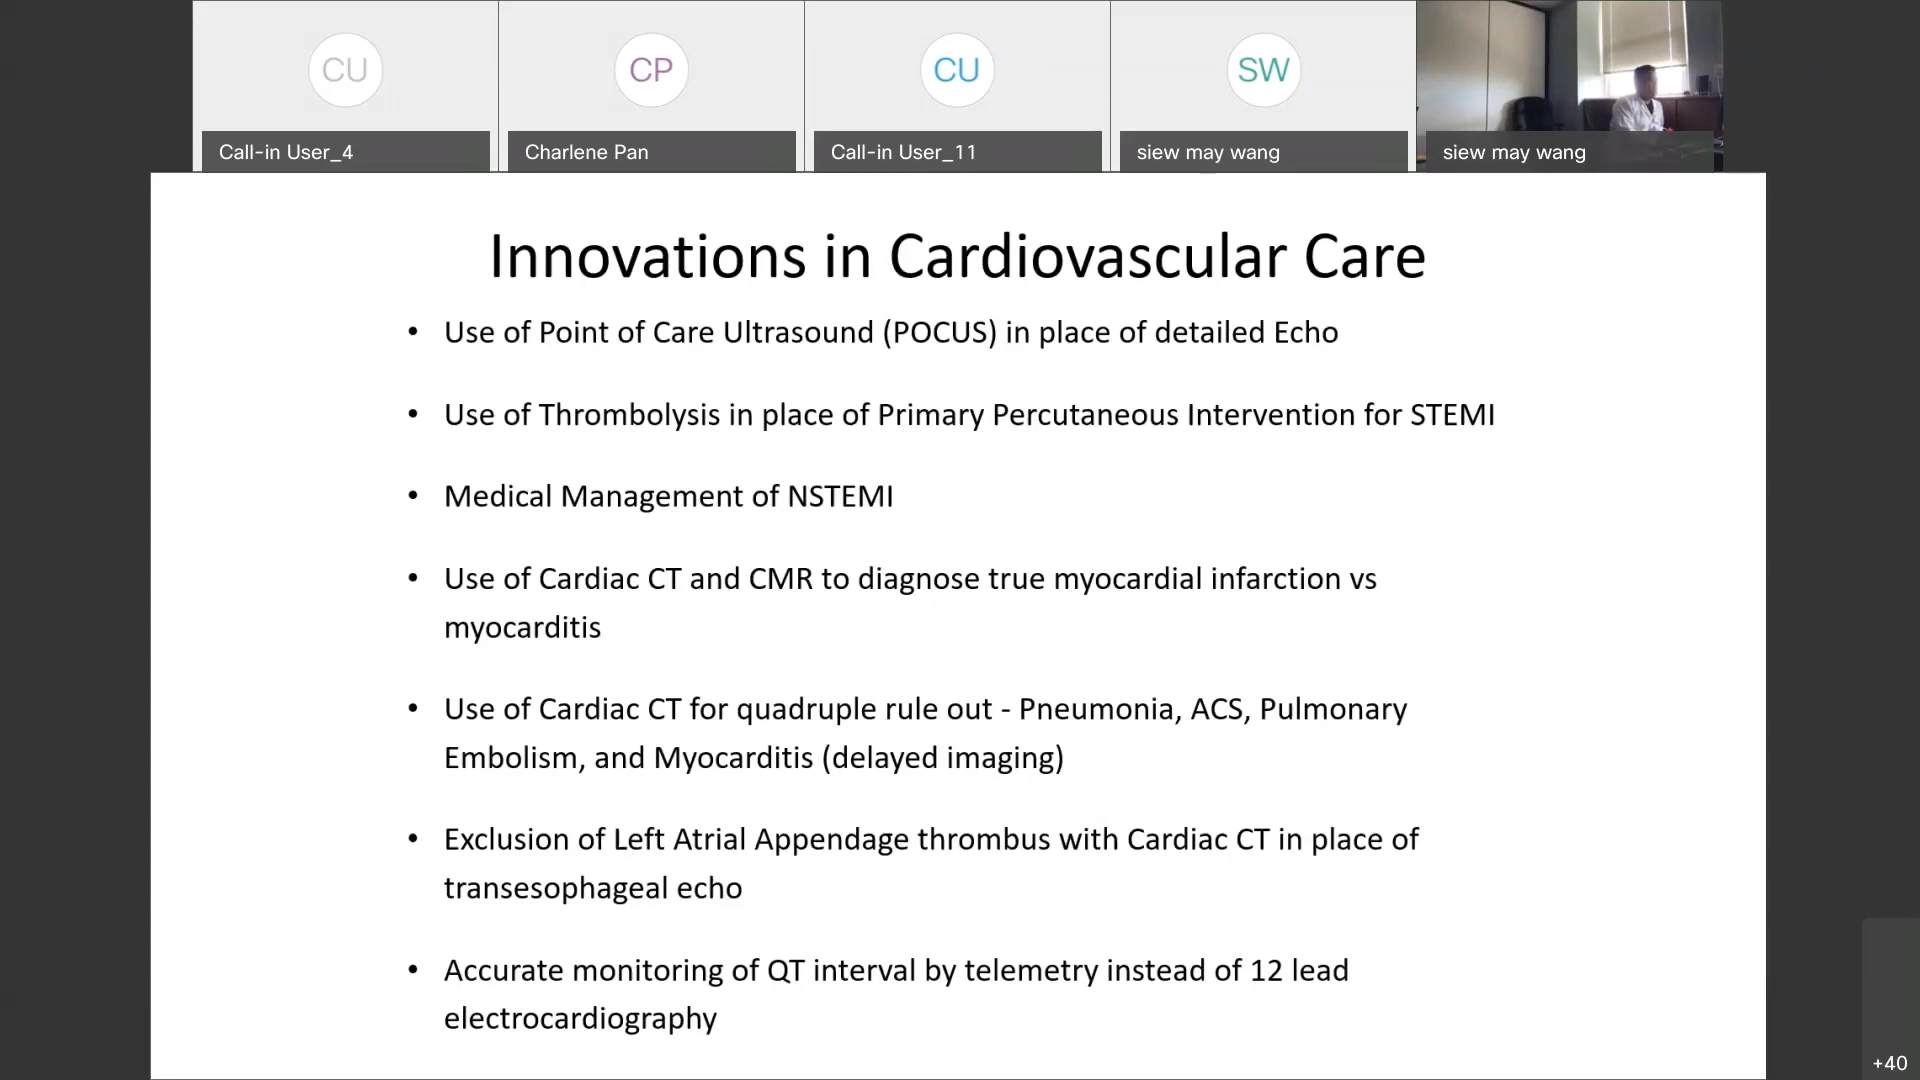 CU
CP
CU
SW
Call-in User_4
Charlene Pan
Call-in User_11
siew may wang
siew may wang
Innovations in Cardiovascular Care
• Use of Point of Care Ultrasound (POCUS) in place of detailed Echo
• Use of Thrombolysis in place of Primary Percutaneous Intervention for STEMI
• Medical Management of NSTEMI
• Use of Cardiac CT and CMR to diagnose true myocardial infarction vs
myocarditis
• Use of Cardiac CT for quadruple rule out - Pneumonia, ACS, Pulmonary
Embolism, and Myocarditis (delayed imaging)
• Exclusion of Left Atrial Appendage thrombus with Cardiac CT in place of
transesophageal echo
• Accurate monitoring of QT interval by telemetry instead of 12 lead
electrocardiography
+40